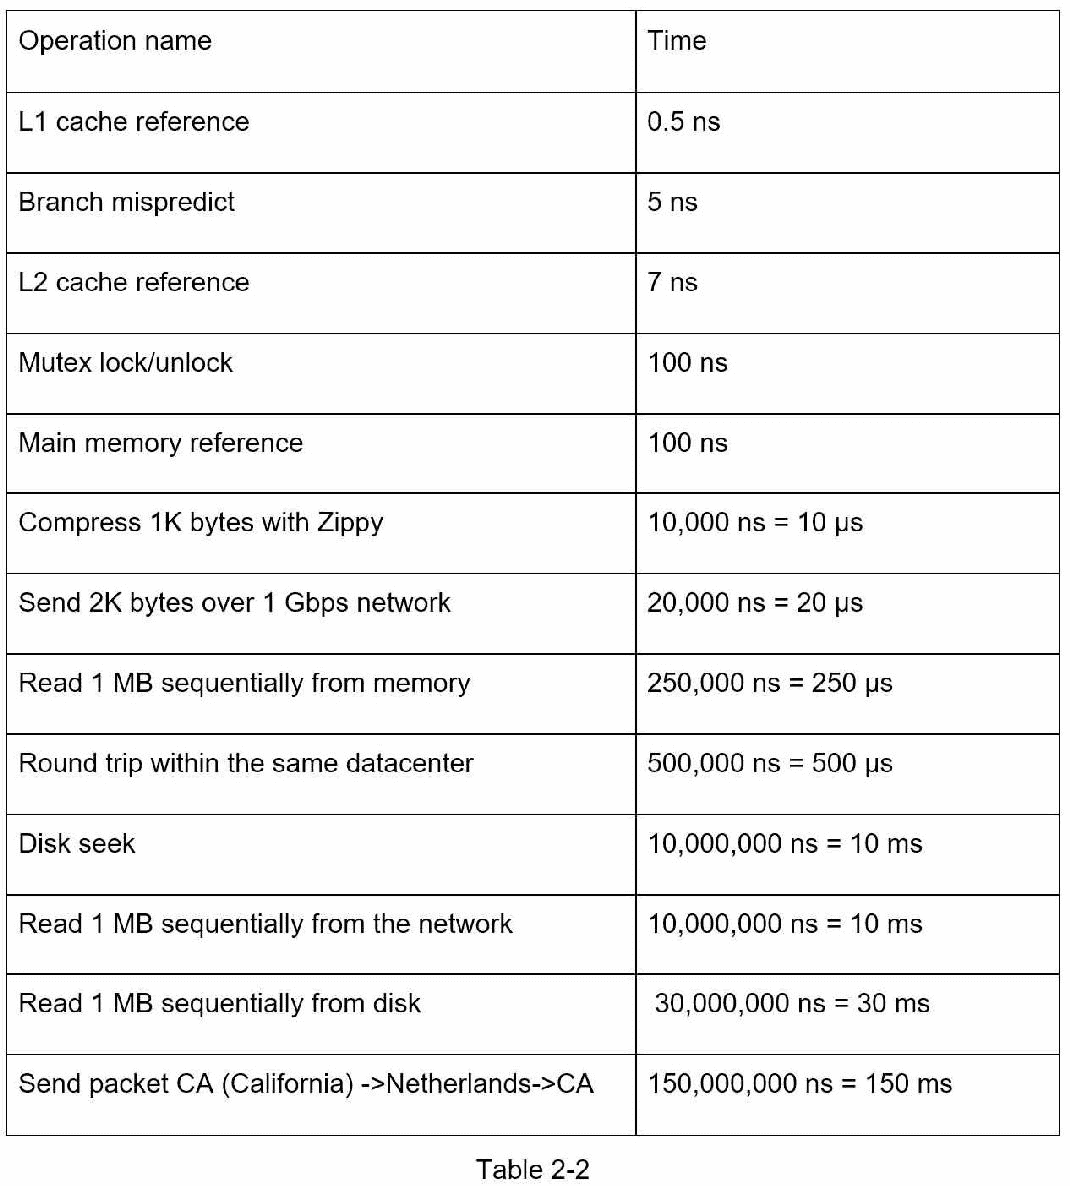 Operation name Time
L1 cache reference 0.5 ns
Branch mispredict 5 ns
L2 cache reference 7 ns
Mutex lock/unlock 100 ns
Main memory reference 100 ns
Compress 1K bytes with Zippy 10,000 ns = 10 µs
Send 2K bytes over 1 Gbps network 20,000 ns = 20 µs
Read 1 MB sequentially from memory 250,000 ns = 250 µs
Round trip within the same datacenter 500,000 ns = 500 µs
Disk seek 10,000,000 ns = 10 ms
Read 1 MB sequentially from the network 10,000,000 ns = 10 ms
Read 1 MB sequentially from disk 30,000,000 ns = 30 ms
Send packet CA (California) ->Netherlands->CA 150,000,000 ns = 150 ms
Table 2-2